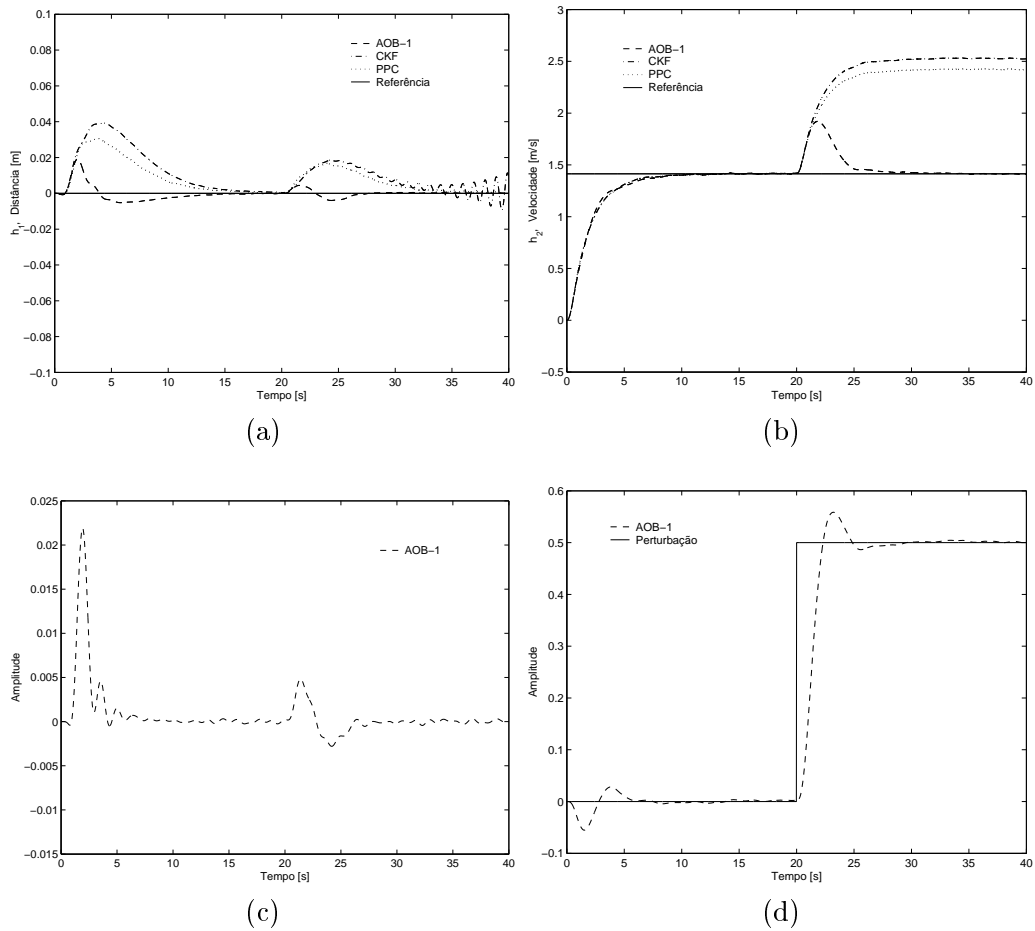 0.1
0.08
0.06
0.04
0.02
0
−0.02
−0.04
−0.06
−0.08
−0.1
h1, Distância [m]
AOB−1
CKF
PPC
Referência
0 5 10 15 20 25 30 35 40
Tempo [s]
(a)
3
2.5
2
1.5
1
0.5
0
−0.5
h2, Velocidade [m/s]
AOB−1
CKF
PPC
Referência
0 5 10 15 20 25 30 35 40
Tempo [s]
(b)
0.025
0.02
0.015
0.01
0.005
0
−0.005
−0.01
−0.015
Amplitude
AOB−1
0 5 10 15 20 25 30 35 40
Tempo [s]
(c)
0.6
0.5
0.4
0.3
0.2
0.1
0
−0.1
Amplitude
AOB−1
Perturbação
0 5 10 15 20 25 30 35 40
Tempo [s]
(d)